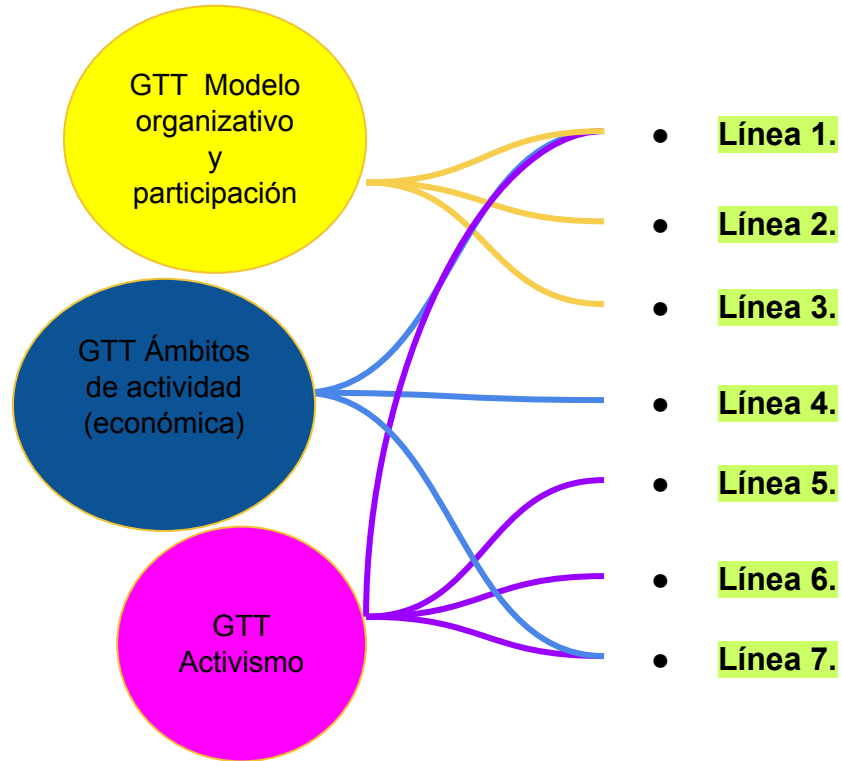 GTT Modelo
organizativo
y
participación
GTT Ámbitos
de actividad
(económica)
GTT
Activismo
● Línea 1.
● Línea 2.
● Línea 3.
● Línea 4.
● Línea 5.
● Línea 6.
● Línea 7.